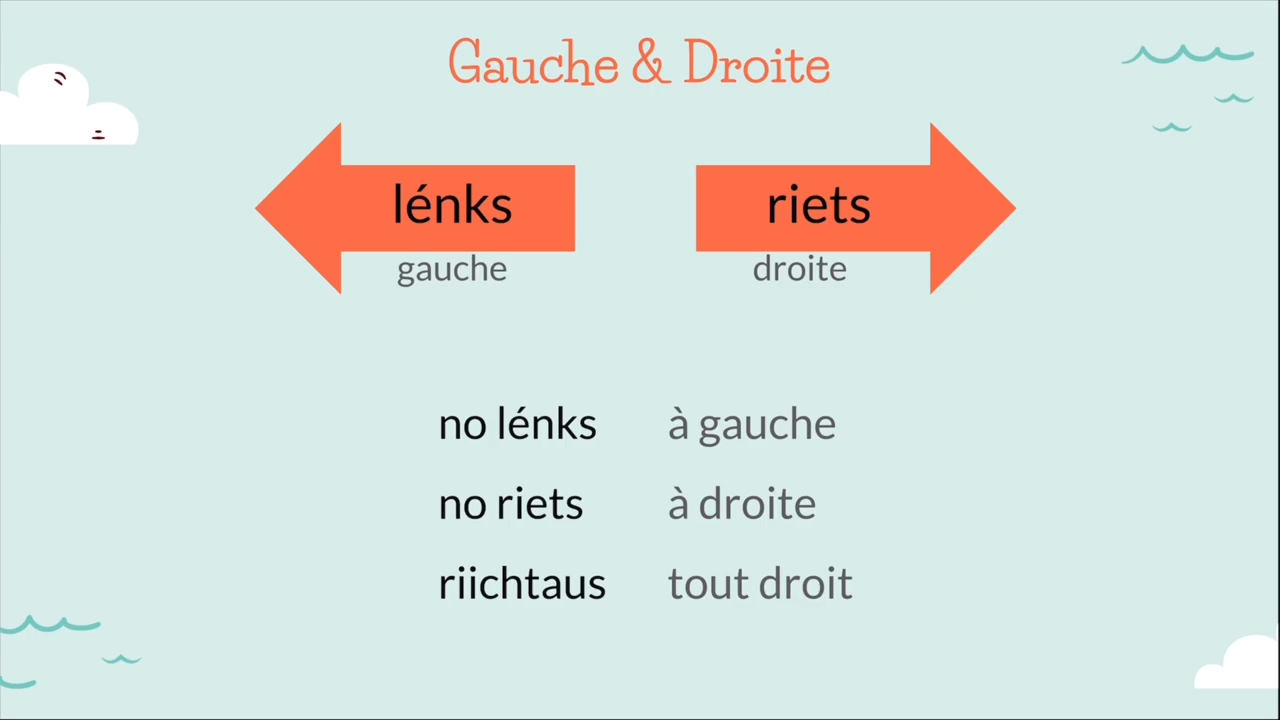 Gauche & Droite
lénks
riets
gauche
droite
no lénks à gauche
no riets à droite
riichtaus tout droit